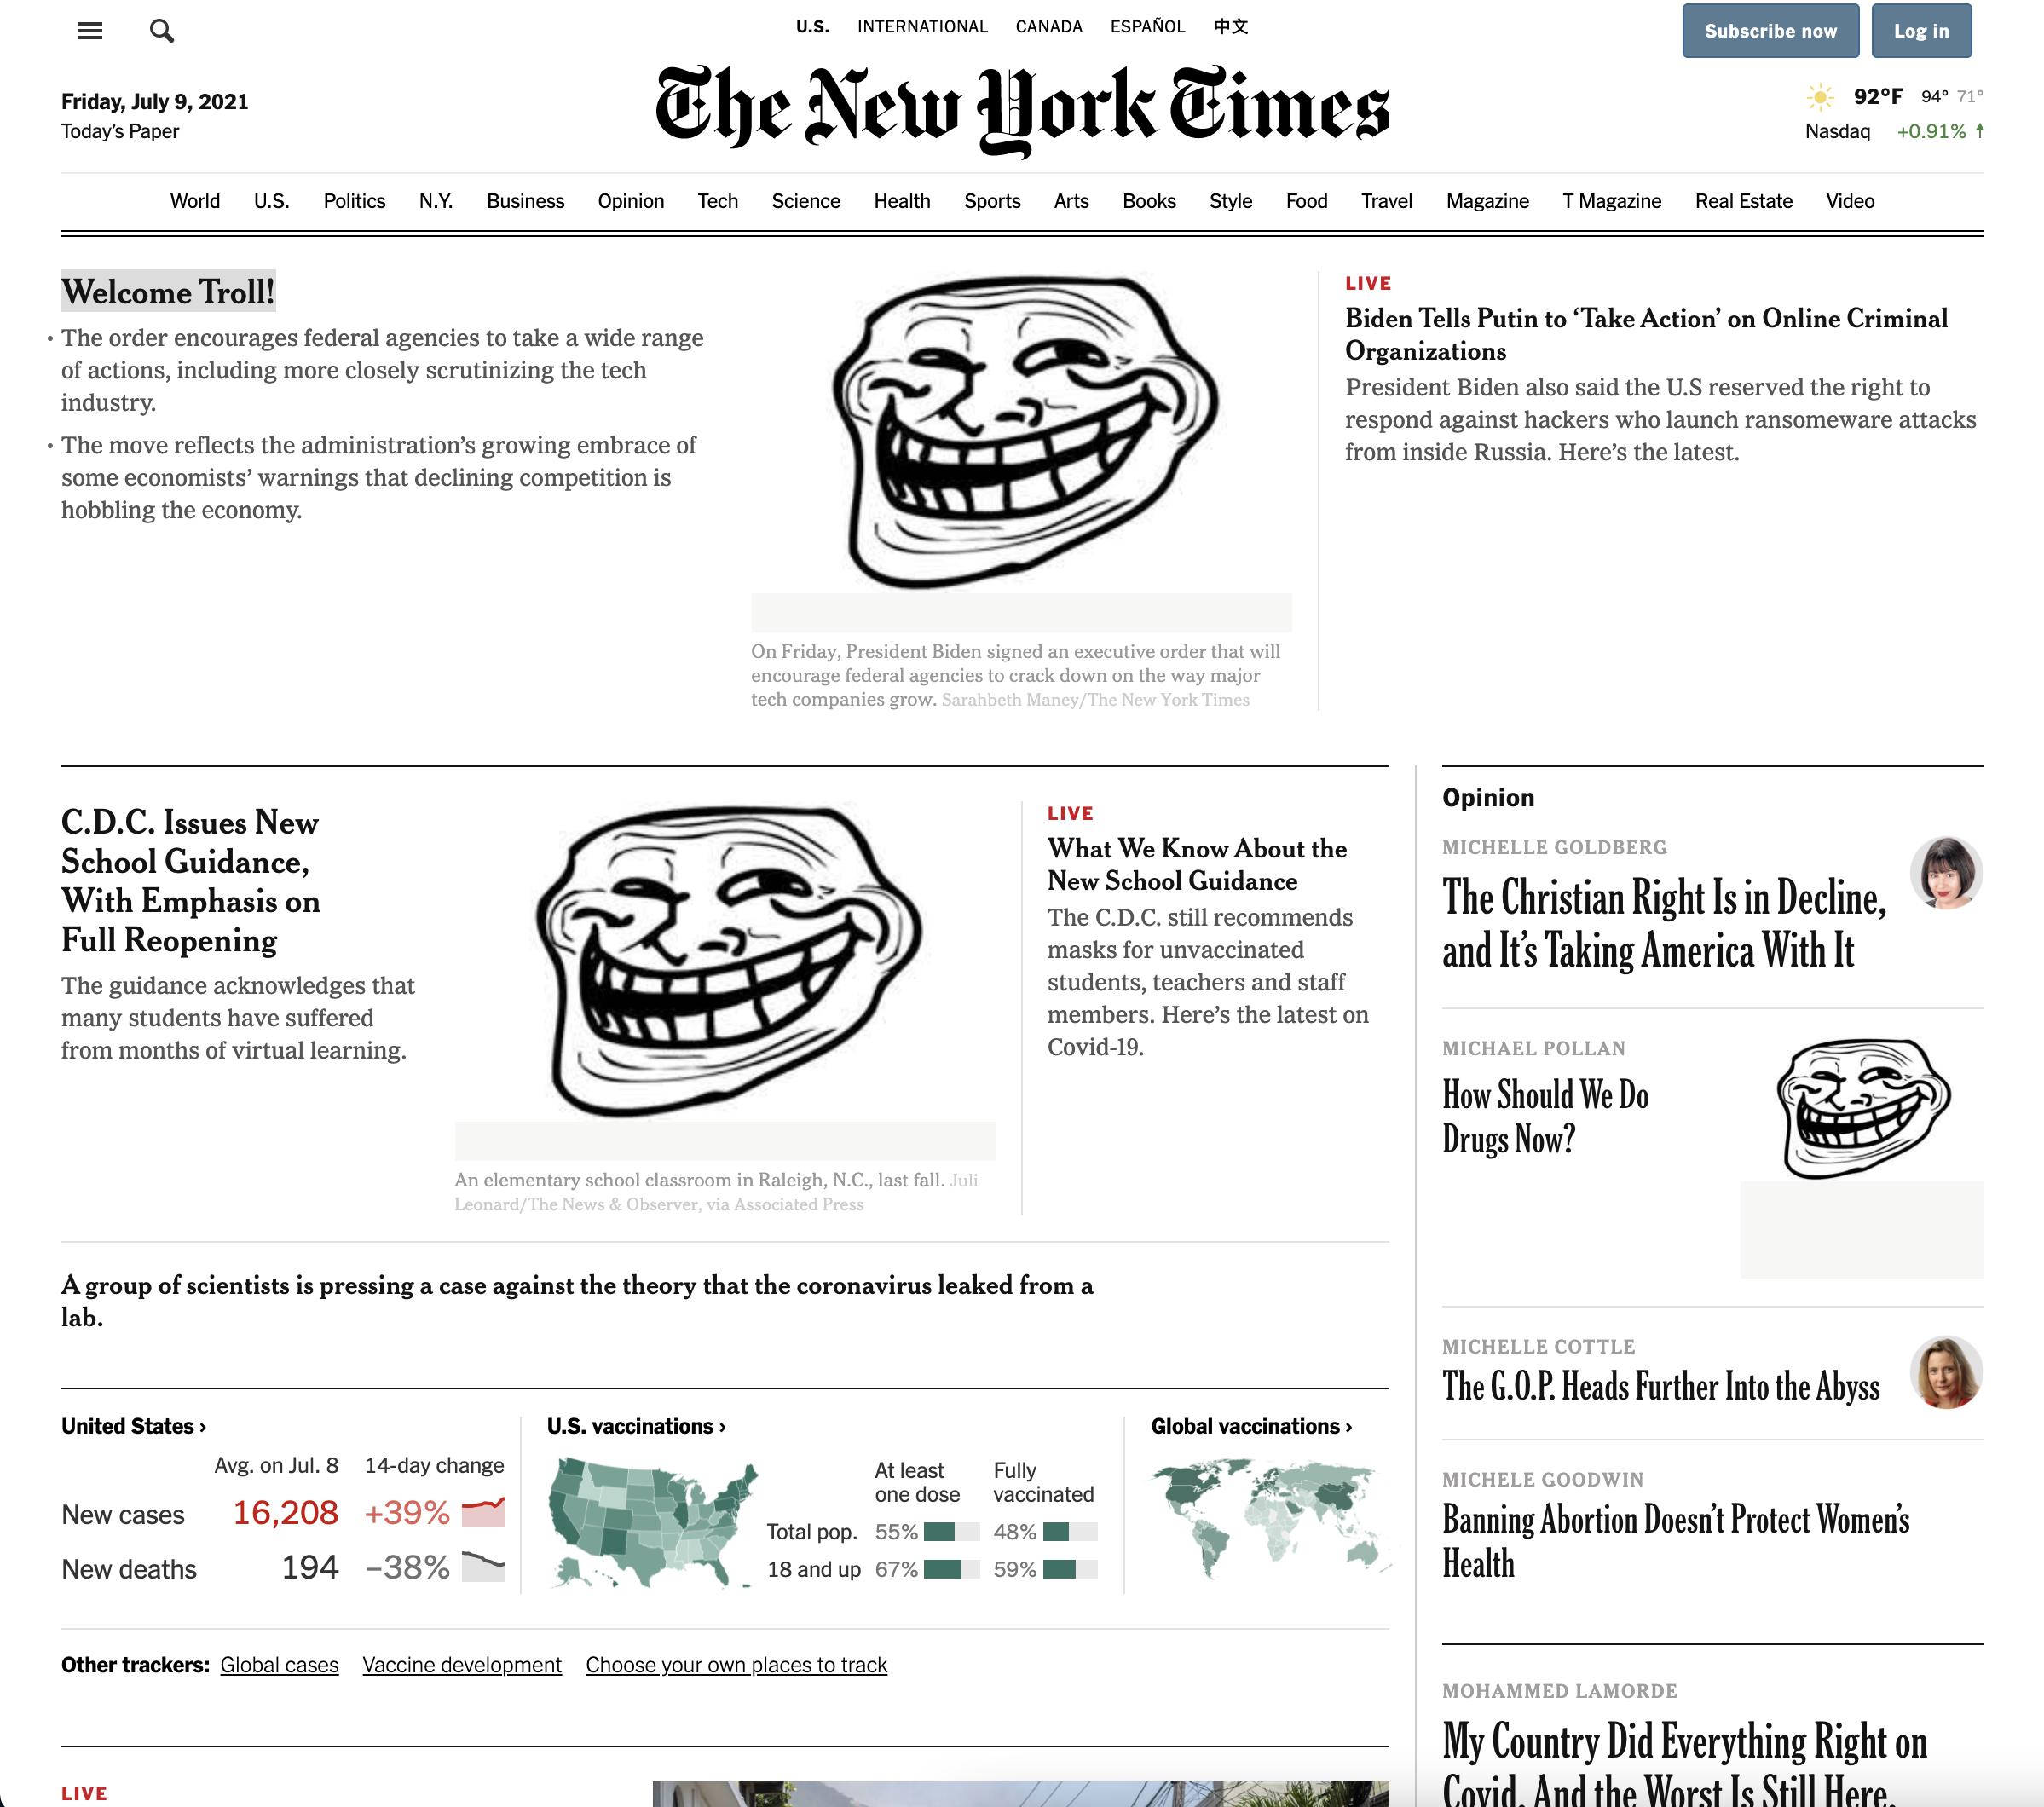 U.S. INTERNATIONAL CANADA ESPAÑOL 中文
Subscribe now Log in
The New York Times
Friday, July 9, 2021
Today's Paper
92°F 94° 71°
Nasdaq +0.91% ↑
World U.S. Politics N.Y. Business Opinion Tech Science Health Sports Arts Books Style Food Travel Magazine T Magazine Real Estate Video
Welcome Troll!
• The order encourages federal agencies to take a wide range
of actions, including more closely scrutinizing the tech
industry.
• The move reflects the administration's growing embrace of
some economists' warnings that declining competition is
hobbling the economy.
On Friday, President Biden signed an executive order that will
encourage federal agencies to crack down on the way major
tech companies grow. Sarahbeth Maney/The New York Times
LIVE
Biden Tells Putin to ‘Take Action’ on Online Criminal
Organizations
President Biden also said the U.S reserved the right to
respond against hackers who launch ransomeware attacks
from inside Russia. Here's the latest.
C.D.C. Issues New
School Guidance,
With Emphasis on
Full Reopening
The guidance acknowledges that
many students have suffered
from months of virtual learning.
An elementary school classroom in Raleigh, N.C., last fall. Juli
Leonard/The News & Observer, via Associated Press
LIVE
What We Know About the
New School Guidance
The C.D.C. still recommends
masks for unvaccinated
students, teachers and staff
members. Here's the latest on
Covid-19.
A group of scientists is pressing a case against the theory that the coronavirus leaked from a
lab.
United States ›
Avg. on Jul. 8 14-day change
New cases 16,208 +39%
New deaths 194 –38%
U.S. vaccinations ›
At least
one dose
Fully
vaccinated
Total pop. 55% 48%
18 and up 67% 59%
Global vaccinations ›
Other trackers: Global cases Vaccine development Choose your own places to track
LIVE
Opinion
MICHELLE GOLDBERG
The Christian Right Is in Decline,
and It's Taking America With It
MICHAEL POLLAN
How Should We Do
Drugs Now?
MICHELLE COTTLE
The G.O.P. Heads Further Into the Abyss
MICHELE GOODWIN
Banning Abortion Doesn't Protect Women's
Health
MOHAMMED LAMORDE
My Country Did Everything Right on
Covid. And the Worst Is Still Here.